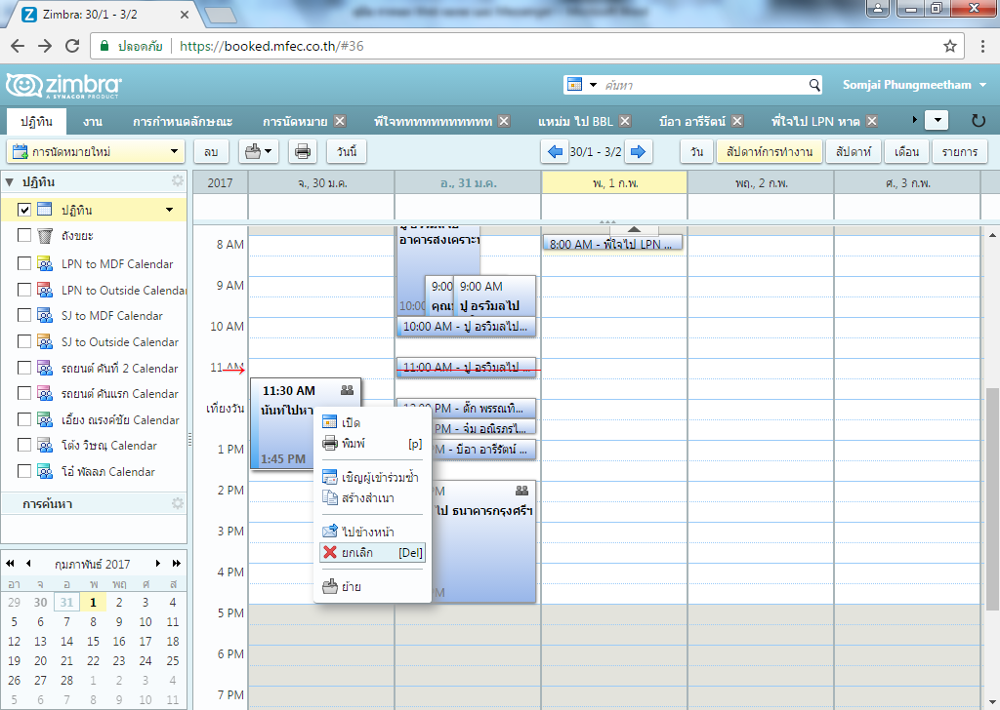 Zimbra: 30/1 - 3/2
ปลอดภัย https://booked.mfec.co.th/#36
zimbra
A SYNACOR PRODUCT
ค้นหา
Somjai Phungmeetham
ปฏิทิน งาน การกำหนดลักษณะ การนัดหมาย พี่ใจททททททททททท แหม่ม ไป BBL บีอา อารีรัตน์ พี่ใจไป LPN หาต
การนัดหมายใหม่ ลบ วันนี้ 30/1 - 3/2 วัน สัปดาห์การทำงาน สัปดาห์ เดือน รายการ
ปฏิทิน
2017 จ., 30 ม.ค. อ., 31 ม.ค. พ., 1 ก.พ. พฤ., 2 ก.พ. ศ., 3 ก.พ.
ปฏิทิน
ถังขยะ
LPN to MDF Calendar
LPN to Outside Calendar
SJ to MDF Calendar
SJ to Outside Calendar
รถยนต์ คันที่ 2 Calendar
รถยนต์ คันแรก Calendar
เอี้ยง ณรงค์ชัย Calendar
โต้ง วิษณุ Calendar
โอ๋ พัลลภ Calendar
การค้นหา
กุมภาพันธ์ 2017
อา จ อ พ พฤ ศ ส
29 30 31 1 2 3 4
5 6 7 8 9 10 11
12 13 14 15 16 17 18
19 20 21 22 23 24 25
26 27 28 1 2 3 4
5 6 7 8 9 10 11
8 AM
9 AM
10 AM
11 AM
เที่ยงวัน
1 PM
2 PM
3 PM
4 PM
5 PM
6 PM
7 PM
11:30 AM
นันท์ไปหา
1:45 PM
อาคารสงเคราะห
9:00 9:00 AM
คุณ ปู อรวิมลไป
10:00
10:00 AM - ปู อรวิมลไป...
11:00 AM - ปู อรวิมลไป ...
12:00 PM - ตั๊ก พรรณทิ...
PM - จุ๋ม อณิรภรไ...
M - บีอา อารีรัตน์ ...
M
ไป ธนาคารกรุงศรีฯ
M
8:00 AM - พี่ใจไป LPN ...
เปิด
พิมพ์ [p]
เชิญผู้เข้าร่วมซ้ำ
สร้างสำเนา
ไปข้างหน้า
ยกเลิก [Del]
ย้าย